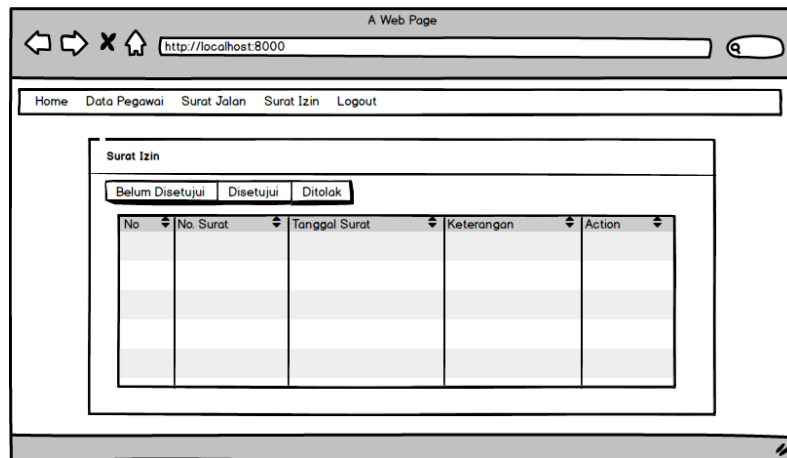 A Web Page
http://localhost:8000
Home Data Pegawai Surat Jalan Surat Izin Logout
Surat Izin
Belum Disetujui Disetujui Ditolak
No No. Surat Tanggal Surat Keterangan Action